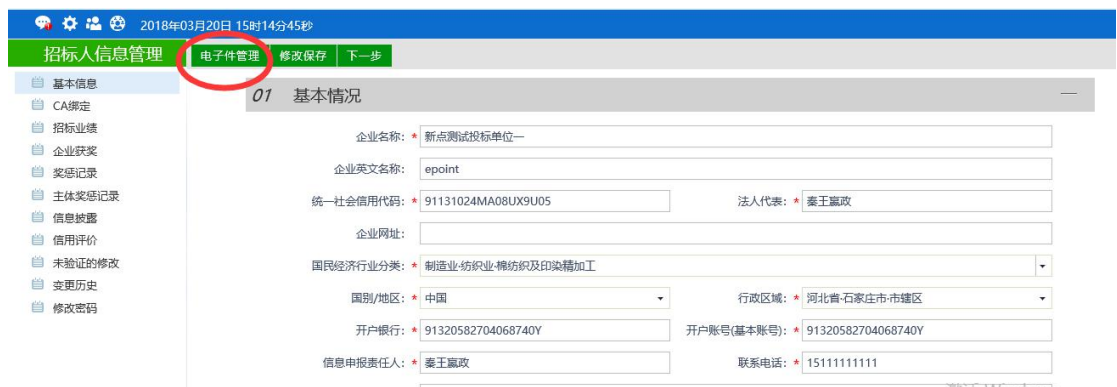 2018年03月20日 15时14分45秒
招标人信息管理 电子件管理 修改保存 下一步
基本信息
CA绑定
招标业绩
企业获奖
奖惩记录
主体奖惩记录
信息披露
信用评价
未验证的修改
变更历史
修改密码
01 基本情况
企业名称: * 新点测试投标单位一
企业英文名称: epoint
统一社会信用代码: * 91131024MA08UX9U05 法人代表: * 秦王嬴政
企业网址:
国民经济行业分类: * 制造业·纺织业·棉纺织及印染精加工
国别/地区: * 中国 行政区域: * 河北省·石家庄市·市辖区
开户银行: * 91320582704068740Y 开户账号(基本账号): * 91320582704068740Y
信息申报责任人: * 秦王嬴政 联系电话: * 15111111111